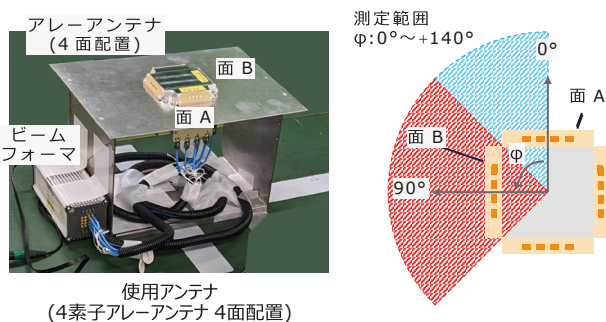 アレーアンテナ
(4 面配置)
面 B
面 A
ビーム
フォーマ
使用アンテナ
(4素子アレーアンテナ 4面配置)
測定範囲
φ:0°～+140°
0°
面 A
面 B
φ
90°